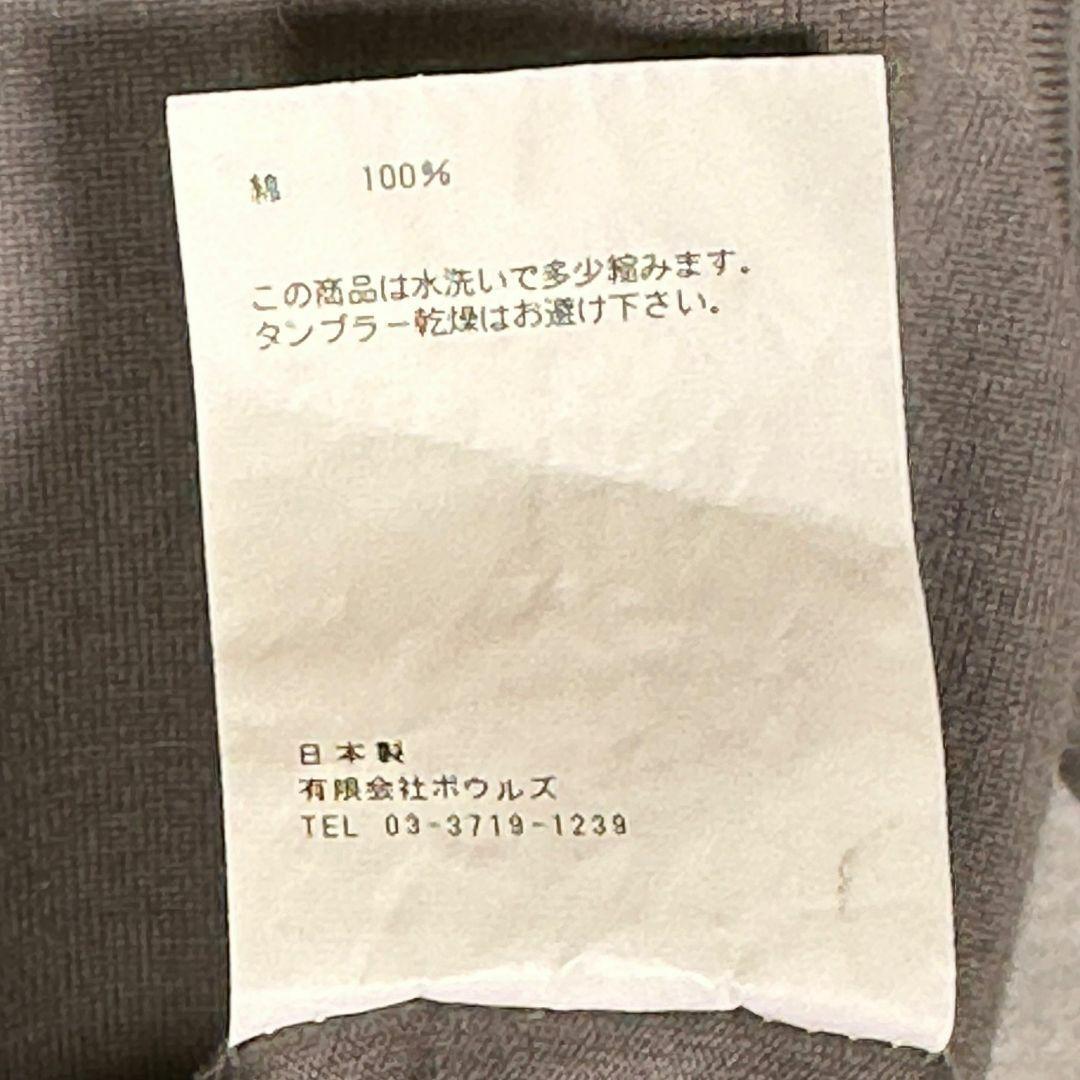 綿 100%
この商品は水洗いで多少縮みます。
タンブラー乾燥はお避け下さい。
日本製
有限会社ボウルズ
TEL 03-3719-1239